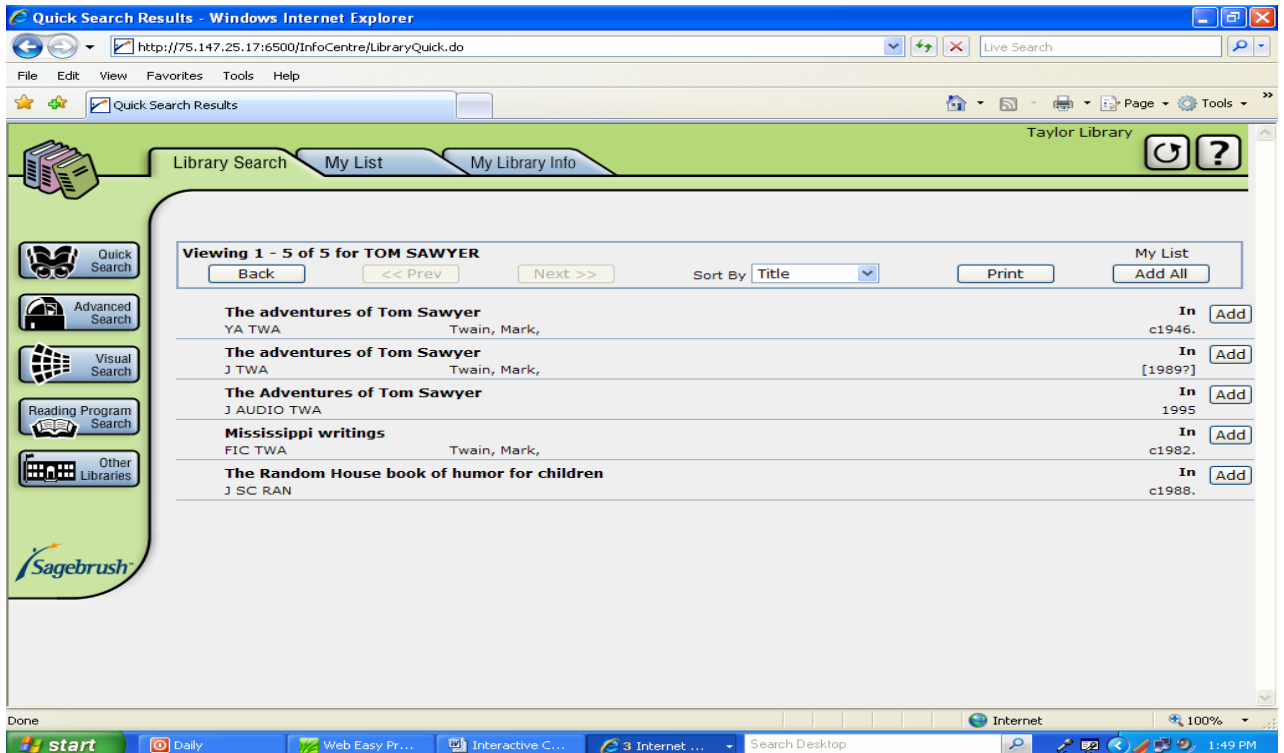 Quick Search Results - Windows Internet Explorer
http://75.147.25.17:6500/InfoCentre/LibraryQuick.do
Live Search
File Edit View Favorites Tools Help
Quick Search Results
Page Tools »
Taylor Library
Library Search My List My Library Info
?
Quick Search
Advanced Search
Visual Search
Reading Program Search
Other Libraries
Sagebrush
Viewing 1 - 5 of 5 for TOM SAWYER My List
Back << Prev Next >> Sort By Title Print Add All
The adventures of Tom Sawyer In Add
YA TWA Twain, Mark, c1946.
The adventures of Tom Sawyer In Add
J TWA Twain, Mark, [1989?]
The Adventures of Tom Sawyer In Add
J AUDIO TWA 1995
Mississippi writings In Add
FIC TWA Twain, Mark, c1982.
The Random House book of humor for children In Add
J SC RAN c1988.
Done Internet 100%
start Daily Web Easy Pr... Interactive C... 3 Internet ... Search Desktop 1:49 PM